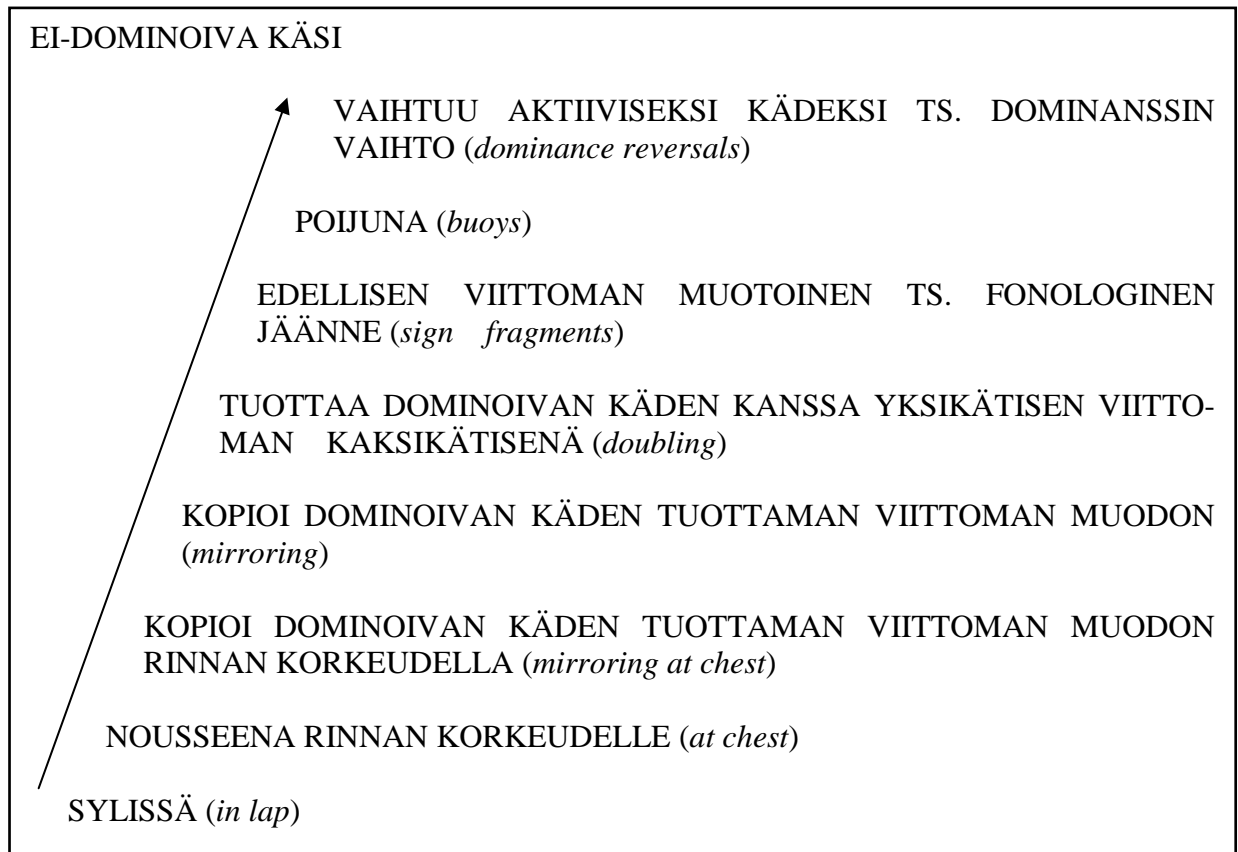 EI-DOMINOIVA KÄSI
VAIHTUU AKTIIVISEKSI KÄDEKSI TS. DOMINANSSIN
VAIHTO (dominance reversals)
POIJUNA (buoys)
EDELLISEN VIITTOMAN MUOTOINEN TS. FONOLOGINEN
JÄÄNNE (sign fragments)
TUOTTAA DOMINOIVAN KÄDEN KANSSA YKSIKÄTISEN VIITTO-
MAN KAKSIKÄTISENÄ (doubling)
KOPIOI DOMINOIVAN KÄDEN TUOTTAMAN VIITTOMAN MUODON
(mirroring)
KOPIOI DOMINOIVAN KÄDEN TUOTTAMAN VIITTOMAN MUODON
RINNAN KORKEUDELLA (mirroring at chest)
NOUSSEENA RINNAN KORKEUDELLE (at chest)
SYLISSÄ (in lap)